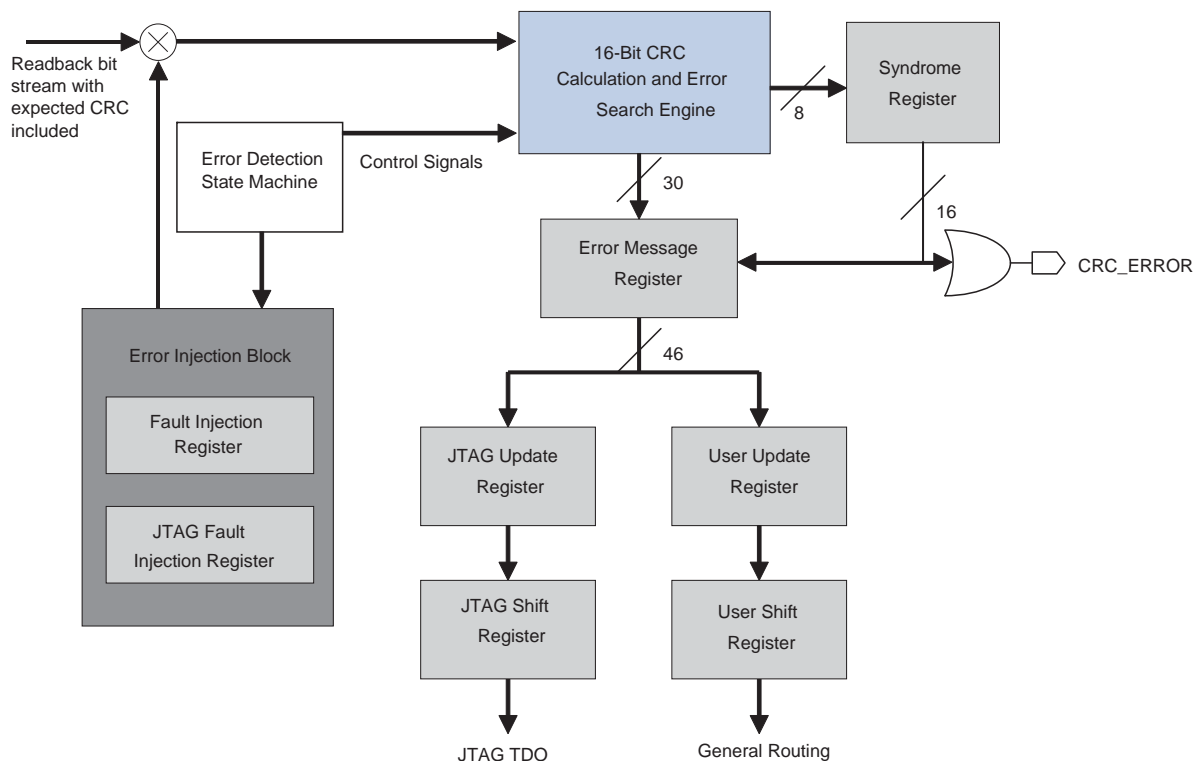 Readback bit
stream with
expected CRC
included
16-Bit CRC
Calculation and Error
Search Engine
8
Syndrome
Register
Error Detection
State Machine
Control Signals
30
16
Error Message
Register
CRC_ERROR
46
Error Injection Block
Fault Injection
Register
JTAG Fault
Injection Register
JTAG Update
Register
User Update
Register
JTAG Shift
Register
User Shift
Register
JTAG TDO
General Routing